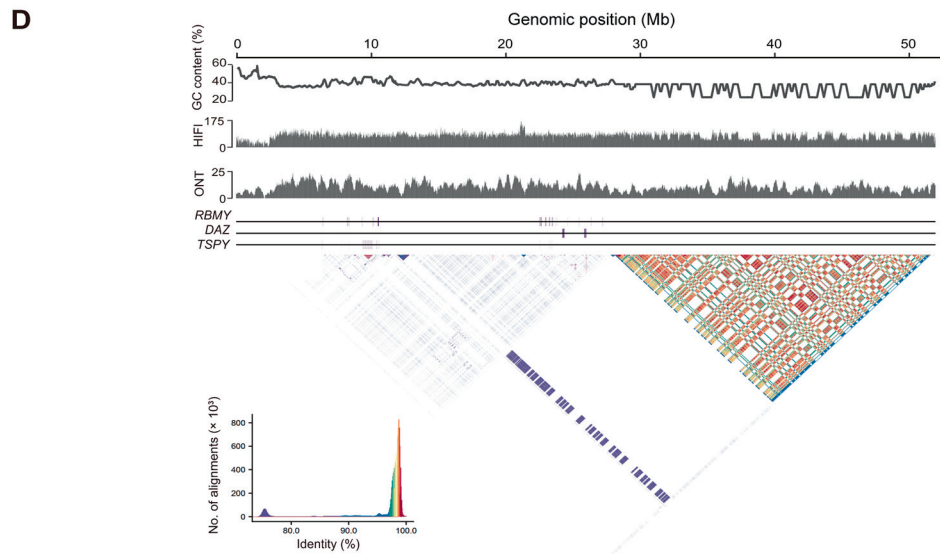 D
Genomic position (Mb)
0 10 20 30 40 50
GC content (%)
60
40
20
HIFI
175
0
ONT
25
0
RBMY
DAZ
TSPY
No. of alignments (× 10³)
800
600
400
200
0
80.0 90.0 100.0
Identity (%)